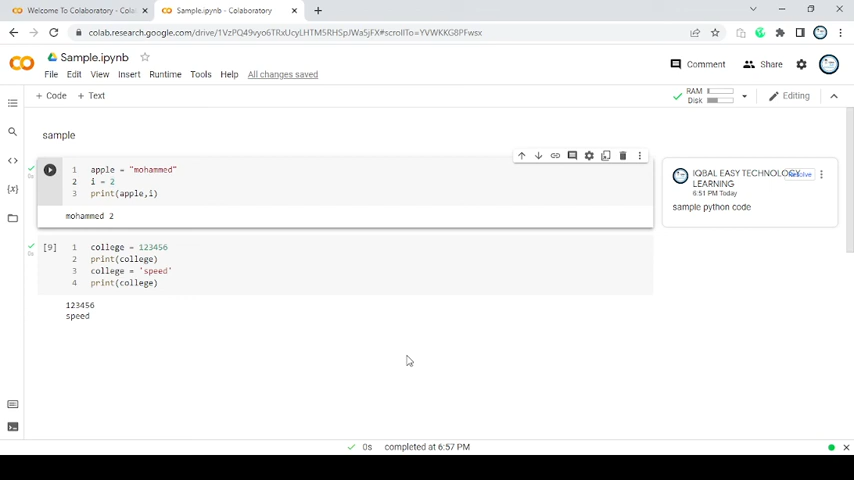 Welcome To Colaboratory - Colab
Sample.ipynb - Colaboratory
colab.research.google.com/drive/1VzPQ49vyo6TRxUcyLHTM5RHSpJWa5jFX#scrollTo=YVWKKG8PFwsx
Sample.ipynb
File Edit View Insert Runtime Tools Help All changes saved
Comment Share
+ Code + Text
RAM
Disk
Editing
sample
1 apple = "mohammed"
2 i = 2
3 print(apple,i)
0s
mohammed 2
[9] 1 college = 123456
2 print(college)
3 college = 'speed'
4 print(college)
0s
123456
speed
IQBAL EASY TECHNOLOGY
LEARNING
Resolve
6:51 PM Today
sample python code
0s completed at 6:57 PM